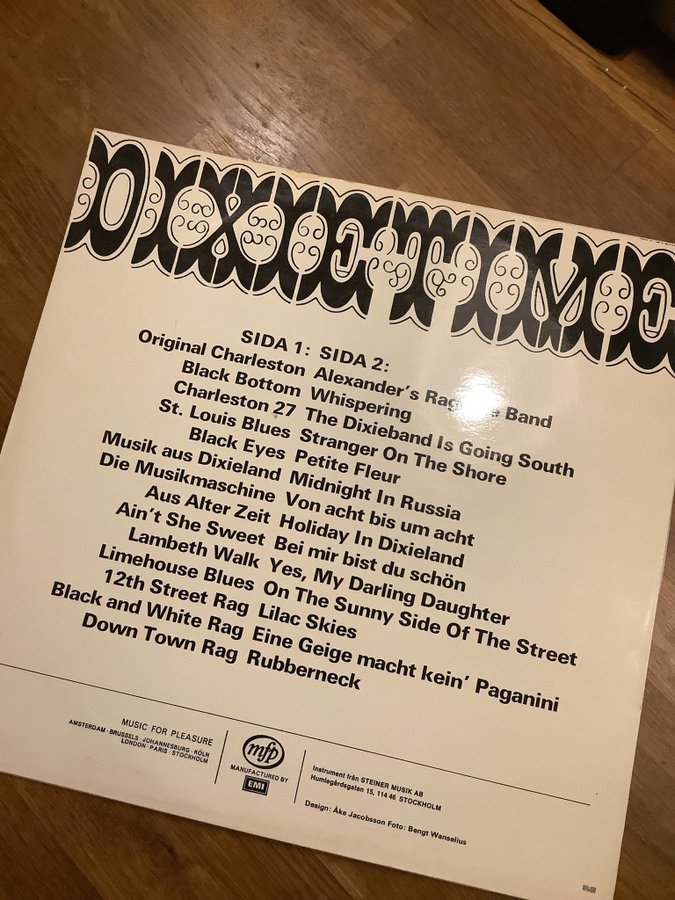 DIXIETIME
SIDA 1:
Original Charleston
Black Bottom
Charleston 27
St. Louis Blues
Black Eyes
Musik aus Dixieland
Die Musikmaschine
Aus Alter Zeit
Ain't She Sweet
Lambeth Walk
Limehouse Blues
12th Street Rag
Black and White Rag
Down Town Rag
SIDA 2:
Alexander's Band
Whispering
The Dixieband Is Going South
Stranger On The Shore
Petite Fleur
Midnight In Russia
Von acht bis um acht
Holiday In Dixieland
Bei mir bist du schön
Yes, My Darling Daughter
On The Sunny Side Of The Street
Lilac Skies
Eine Geige macht kein' Paganini
Rubberneck
MUSIC FOR PLEASURE
AMSTERDAM · BRUSSELS · JOHANNESBURG · KÖLN
LONDON · PARIS · STOCKHOLM
mfp
MANUFACTURED BY
EMI
Instrument från STEINER MUSIK AB
Humlegårdsgatan 15, 114 46 STOCKHOLM
Design: Åke Jacobsson Foto: Bengt Wanselius